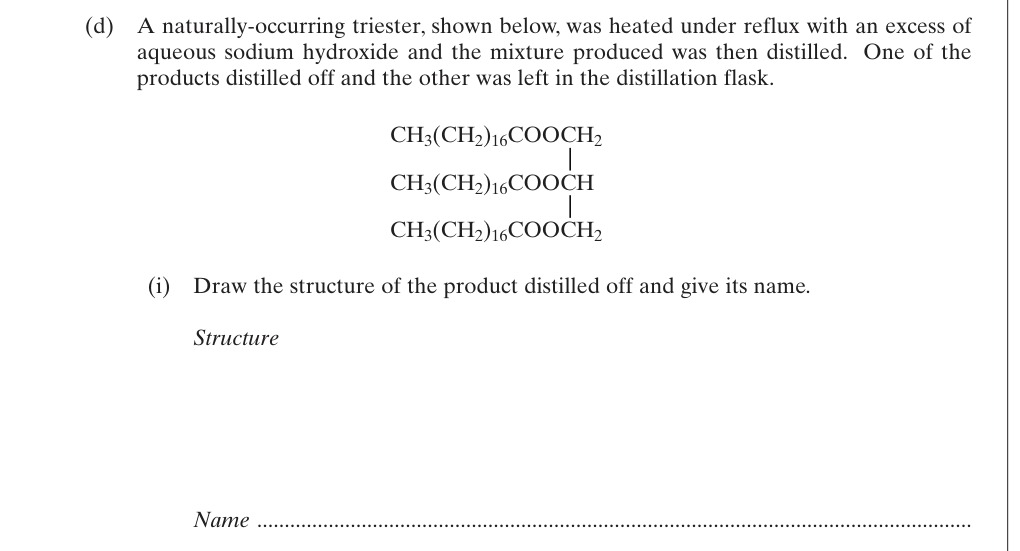 (d) A naturally-occurring triester, shown below, was heated under reflux with an excess of
aqueous sodium hydroxide and the mixture produced was then distilled. One of the
products distilled off and the other was left in the distillation flask.
CH₃(CH₂)₁₆COOCH₂
|
CH₃(CH₂)₁₆COOCH
|
CH₃(CH₂)₁₆COOCH₂
(i) Draw the structure of the product distilled off and give its name.
Structure
Name ..........................................................................................................................